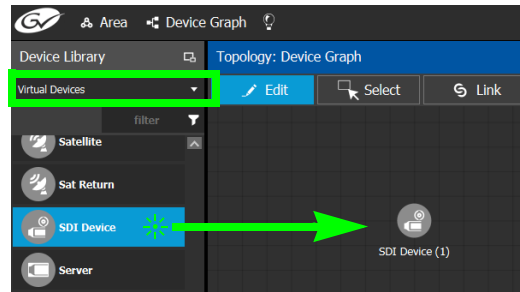 GV Area Device Graph
Device Library
Topology: Device Graph
Virtual Devices
Edit Select Link
filter
Satellite
Sat Return
SDI Device
SDI Device (1)
Server